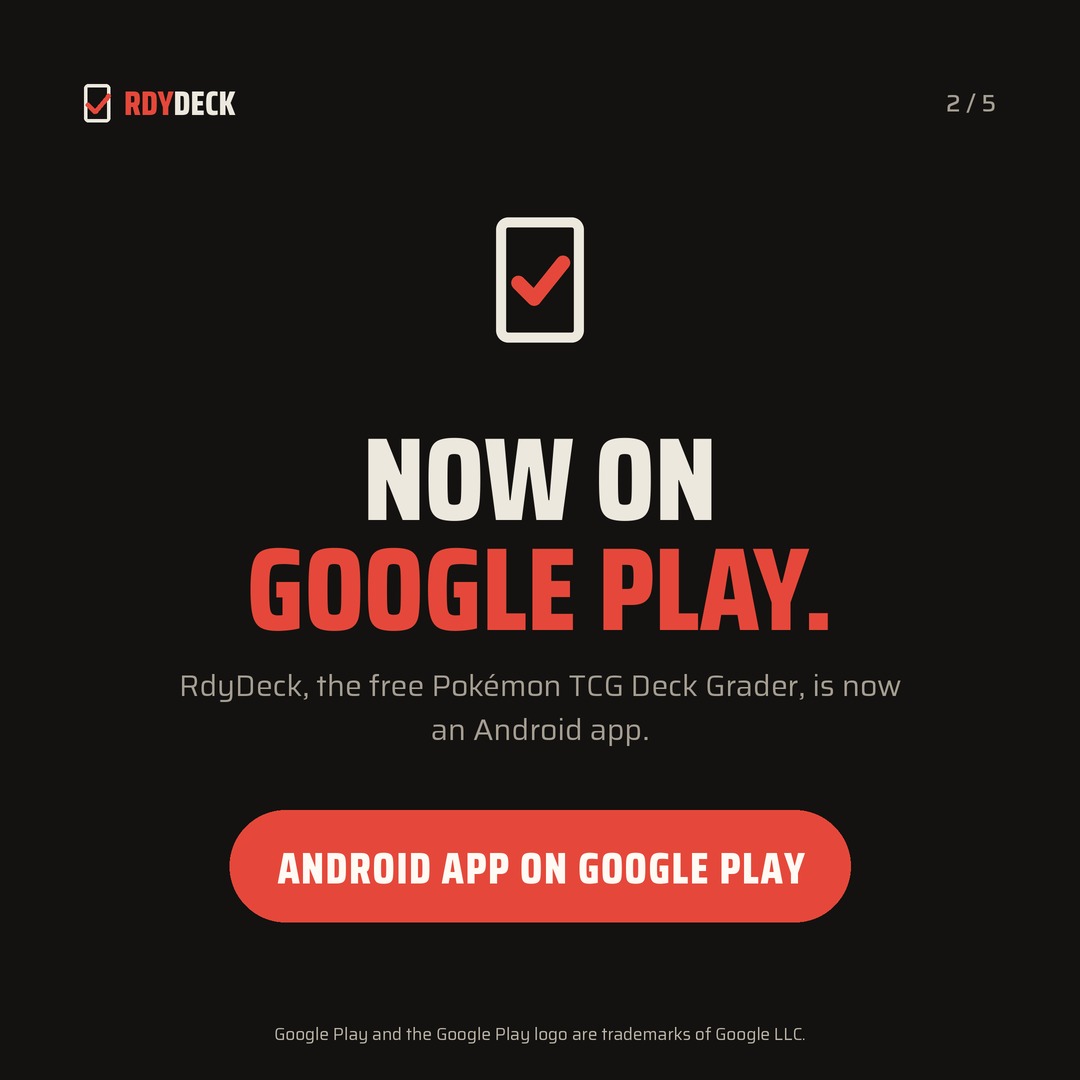 RDYDECK
2 / 5
NOW ON
GOOGLE PLAY.
RdyDeck, the free Pokémon TCG Deck Grader, is now
an Android app.
ANDROID APP ON GOOGLE PLAY
Google Play and the Google Play logo are trademarks of Google LLC.